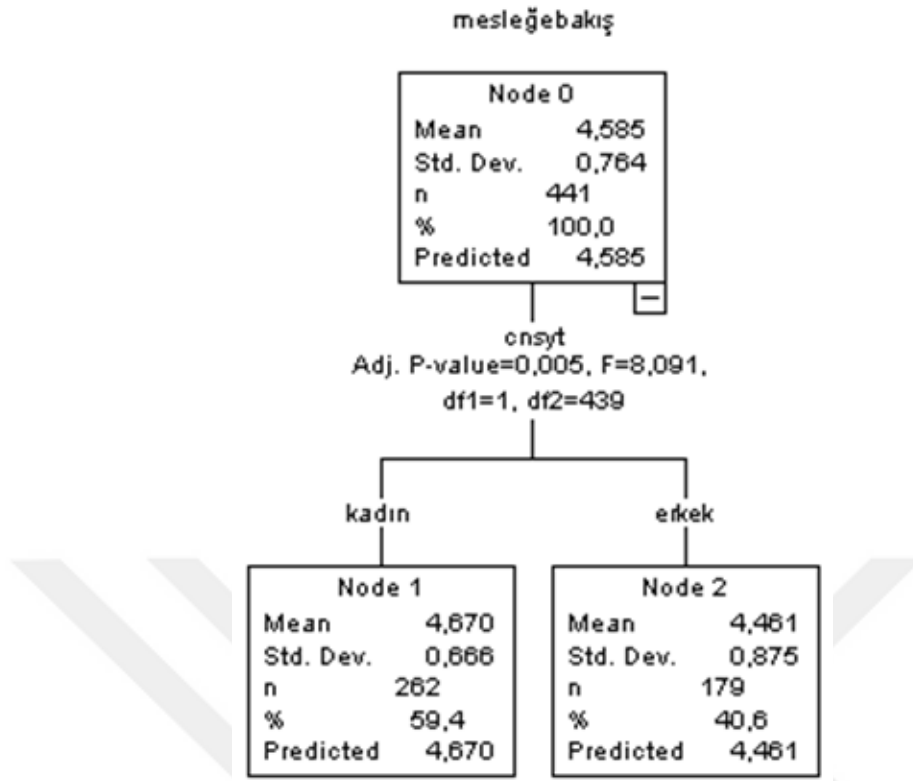 mesleğebakış
Node 0
Mean 4,585
Std. Dev. 0,764
n 441
% 100,0
Predicted 4,585
cnsyt
Adj. P-value=0,005, F=8,091,
df1=1, df2=439
kadın erkek
Node 1
Mean 4,670
Std. Dev. 0,666
n 262
% 59,4
Predicted 4,670
Node 2
Mean 4,461
Std. Dev. 0,875
n 179
% 40,6
Predicted 4,461